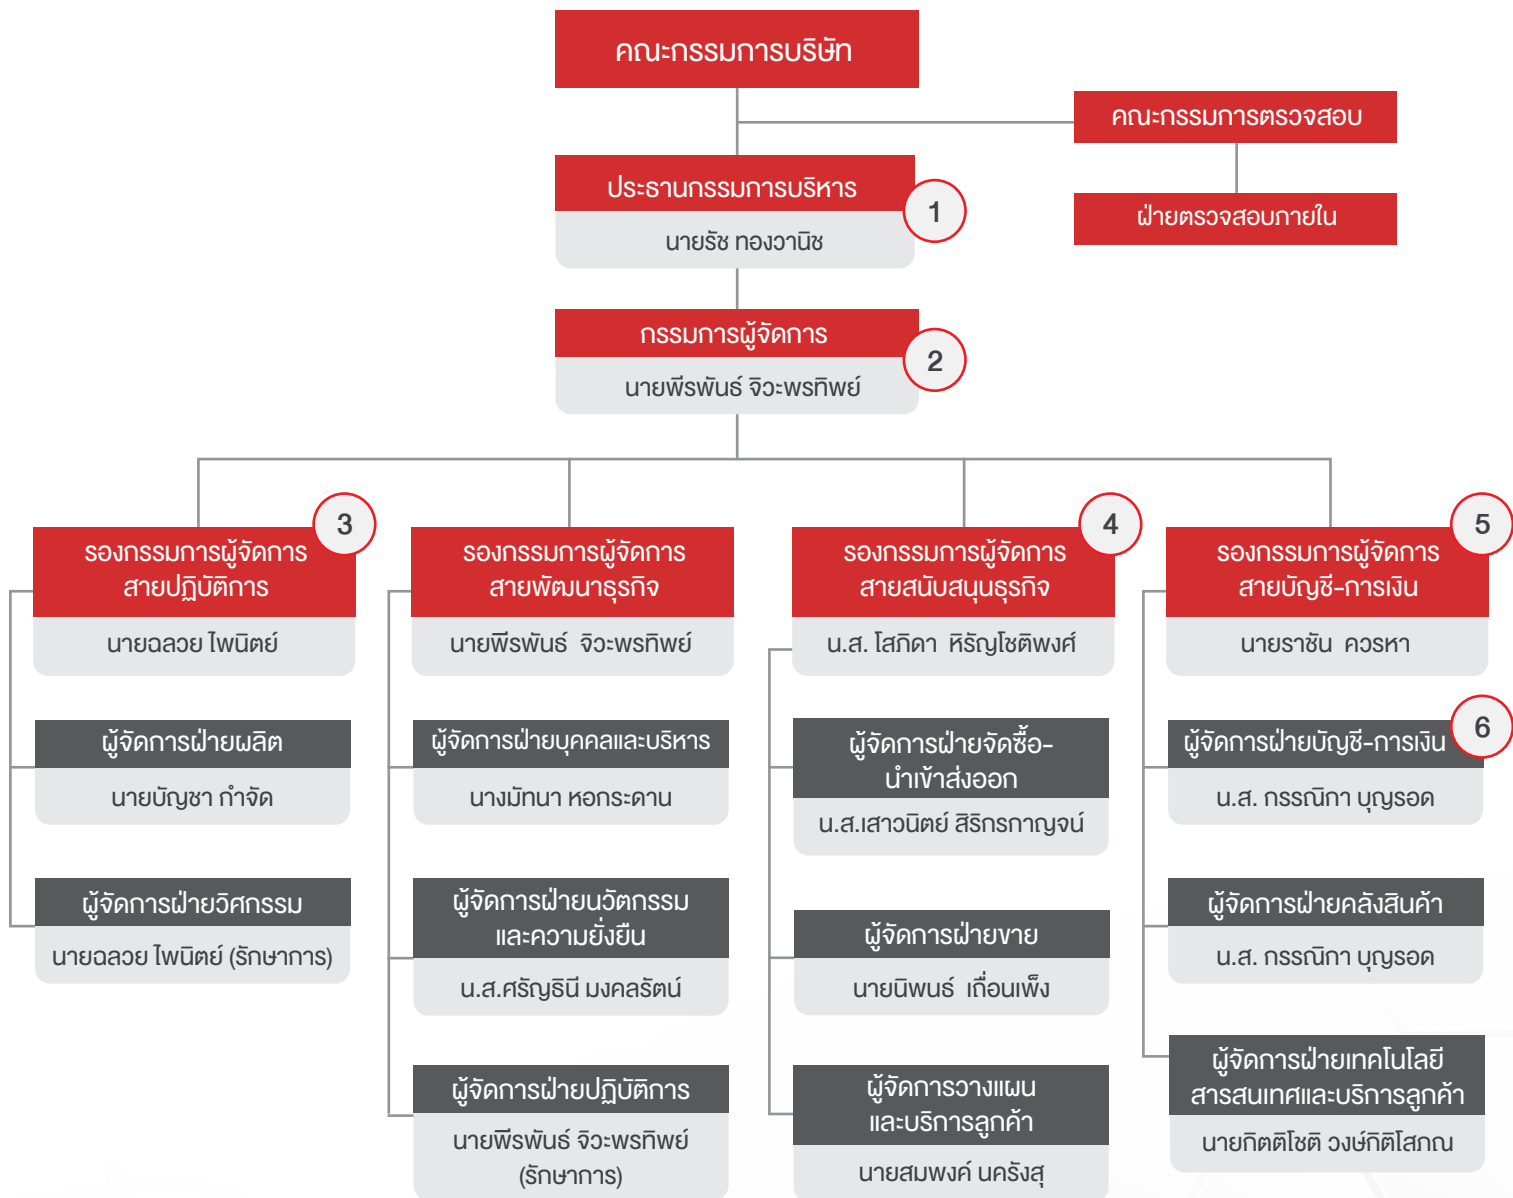 คณะกรรมการบริษัท
คณะกรรมการตรวจสอบ
ฝ่ายตรวจสอบภายใน
ประธานกรรมการบริหาร
1
นายรัช ทองวานิช
กรรมการผู้จัดการ
2
นายพีรพันธ์ จิวะพรทิพย์
3
รองกรรมการผู้จัดการ
สายปฏิบัติการ
นายฉลวย ไพนิตย์
ผู้จัดการฝ่ายผลิต
นายบัญชา กำจัด
ผู้จัดการฝ่ายวิศกรรม
นายฉลวย ไพนิตย์ (รักษาการ)
รองกรรมการผู้จัดการ
สายพัฒนาธุรกิจ
นายพีรพันธ์ จิวะพรทิพย์
ผู้จัดการฝ่ายบุคคลและบริหาร
นางมัทนา หอกระดาน
ผู้จัดการฝ่ายนวัตกรรม
และความยั่งยืน
น.ส.ศรัญธินี มงคลรัตน์
ผู้จัดการฝ่ายปฏิบัติการ
นายพีรพันธ์ จิวะพรทิพย์
(รักษาการ)
4
รองกรรมการผู้จัดการ
สายสนับสนุนธุรกิจ
น.ส. โสภิดา หิรัญโชติพงศ์
ผู้จัดการฝ่ายจัดซื้อ-
นำเข้าส่งออก
น.ส.เสาวนิตย์ สิริกรกาญจน์
ผู้จัดการฝ่ายขาย
นายนิพนธ์ เถื่อนเพ็ง
ผู้จัดการวางแผน
และบริการลูกค้า
นายสมพงค์ นครังสุ
5
รองกรรมการผู้จัดการ
สายบัญชี-การเงิน
นายราชัน ควรหา
6
ผู้จัดการฝ่ายบัญชี-การเงิน
น.ส. กรรณิกา บุญรอด
ผู้จัดการฝ่ายคลังสินค้า
น.ส. กรรณิกา บุญรอด
ผู้จัดการฝ่ายเทคโนโลยี
สารสนเทศและบริการลูกค้า
นายกิตติโชติ วงษ์กิติโสภณ